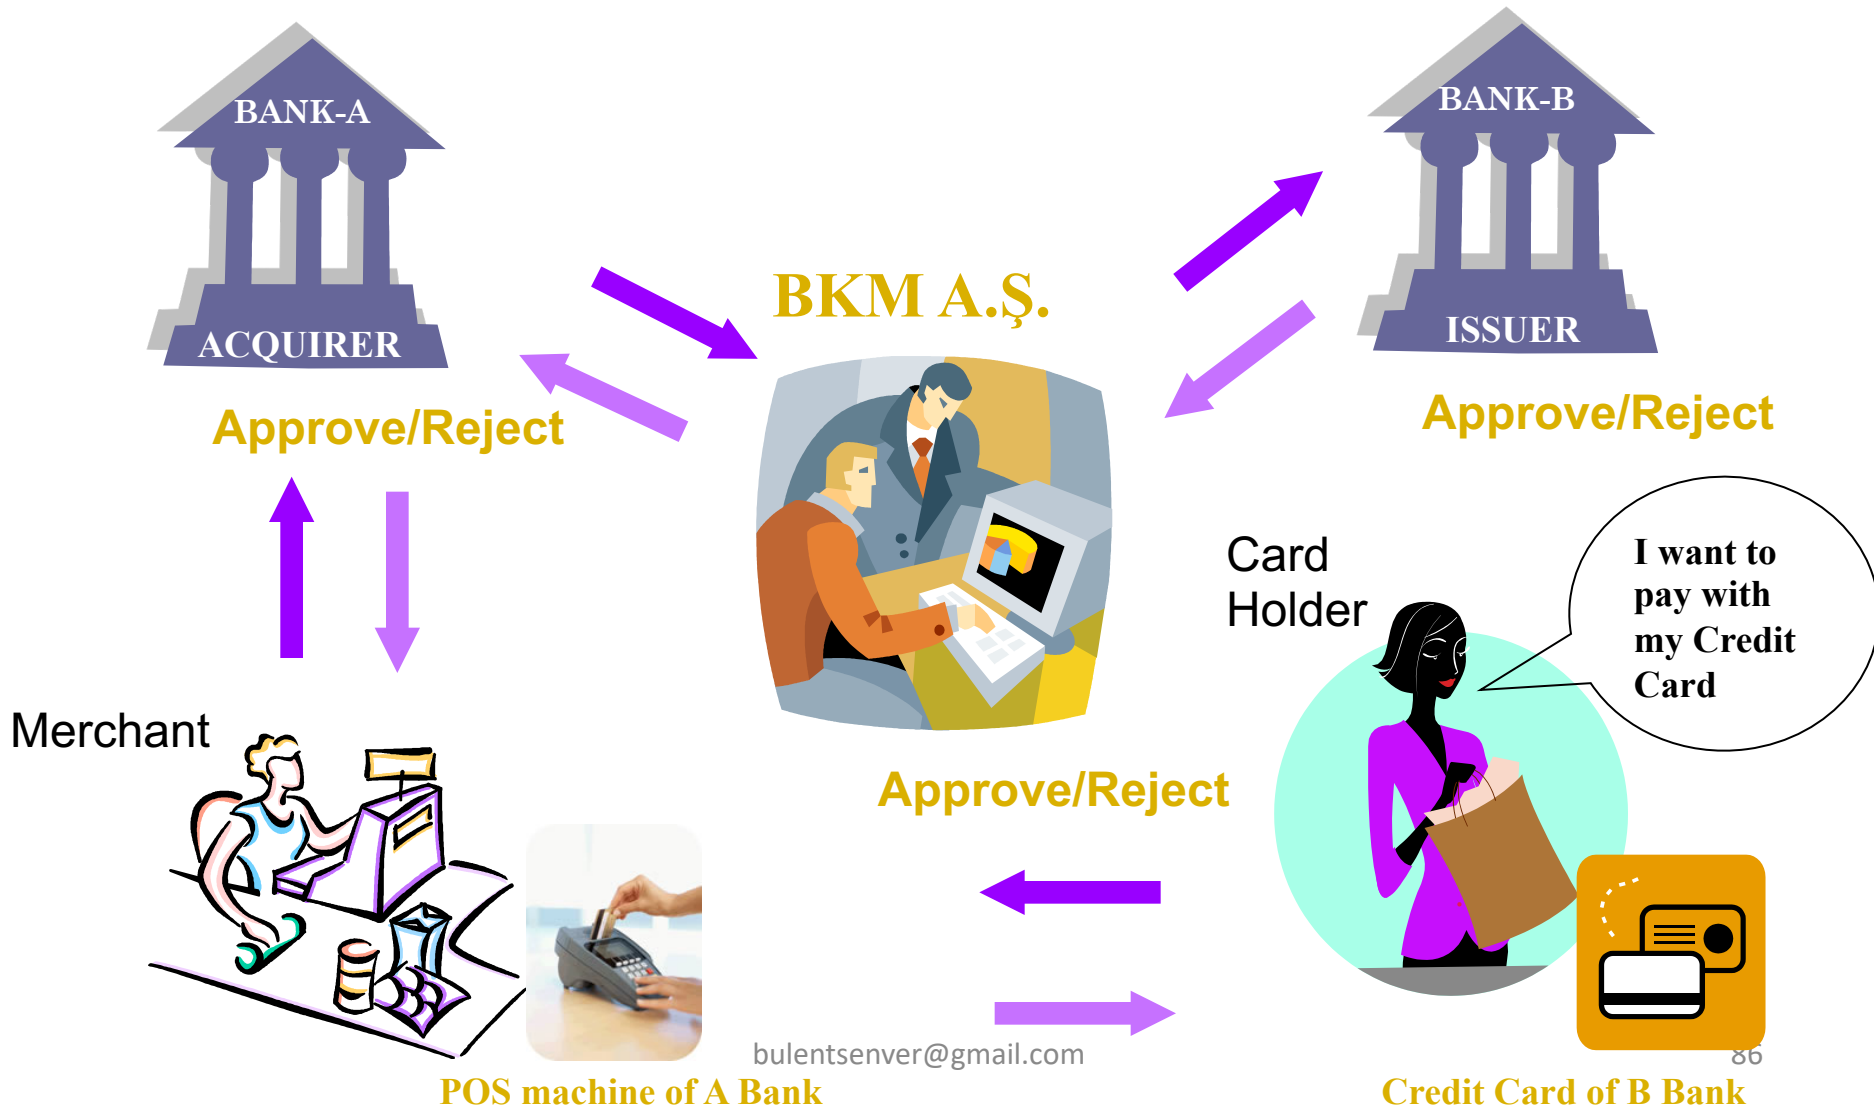 BANK-A
BANK-B
BKM A.Ş.
ACQUIRER
ISSUER
Approve/Reject
Approve/Reject
Card
Holder
I want to
pay with
my Credit
Card
Merchant
Approve/Reject
bulentsenver@gmail.com
86
POS machine of A Bank
Credit Card of B Bank